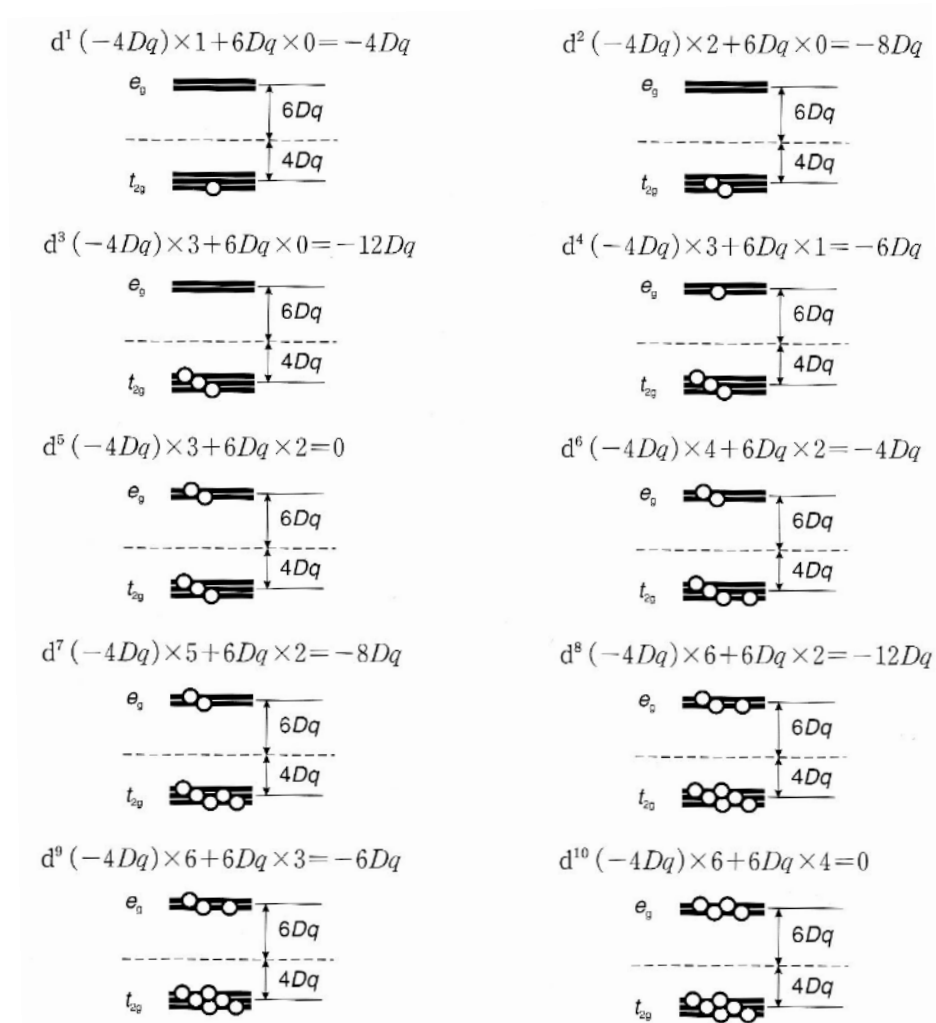 d¹ (−4Dq)×1+6Dq×0=−4Dq
e_g
6Dq
4Dq
t_2g
d² (−4Dq)×2+6Dq×0=−8Dq
e_g
6Dq
4Dq
t_2g
d³ (−4Dq)×3+6Dq×0=−12Dq
e_g
6Dq
4Dq
t_2g
d⁴ (−4Dq)×3+6Dq×1=−6Dq
e_g
6Dq
4Dq
t_2g
d⁵ (−4Dq)×3+6Dq×2=0
e_g
6Dq
4Dq
t_2g
d⁶ (−4Dq)×4+6Dq×2=−4Dq
e_g
6Dq
4Dq
t_2g
d⁷ (−4Dq)×5+6Dq×2=−8Dq
e_g
6Dq
4Dq
t_2g
d⁸ (−4Dq)×6+6Dq×2=−12Dq
e_g
6Dq
4Dq
t_2g
d⁹ (−4Dq)×6+6Dq×3=−6Dq
e_g
6Dq
4Dq
t_2g
d¹⁰ (−4Dq)×6+6Dq×4=0
e_g
6Dq
4Dq
t_2g